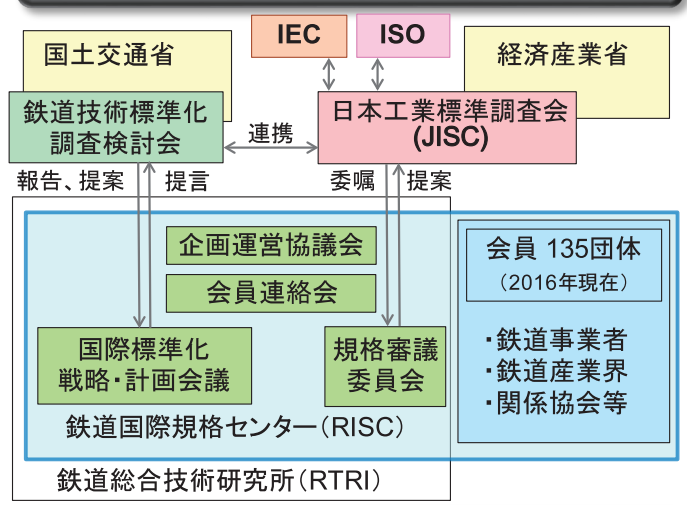 IEC
ISO
国土交通省
経済産業省
鉄道技術標準化
調査検討会
連携
日本工業標準調査会
(JISC)
報告、提案
提言
委嘱
提案
企画運営協議会
会員連絡会
会員 135団体
（2016年現在）
国際標準化
戦略・計画会議
規格審議
委員会
・鉄道事業者
・鉄道産業界
・関係協会等
鉄道国際規格センター（RISC）
鉄道総合技術研究所（RTRI）